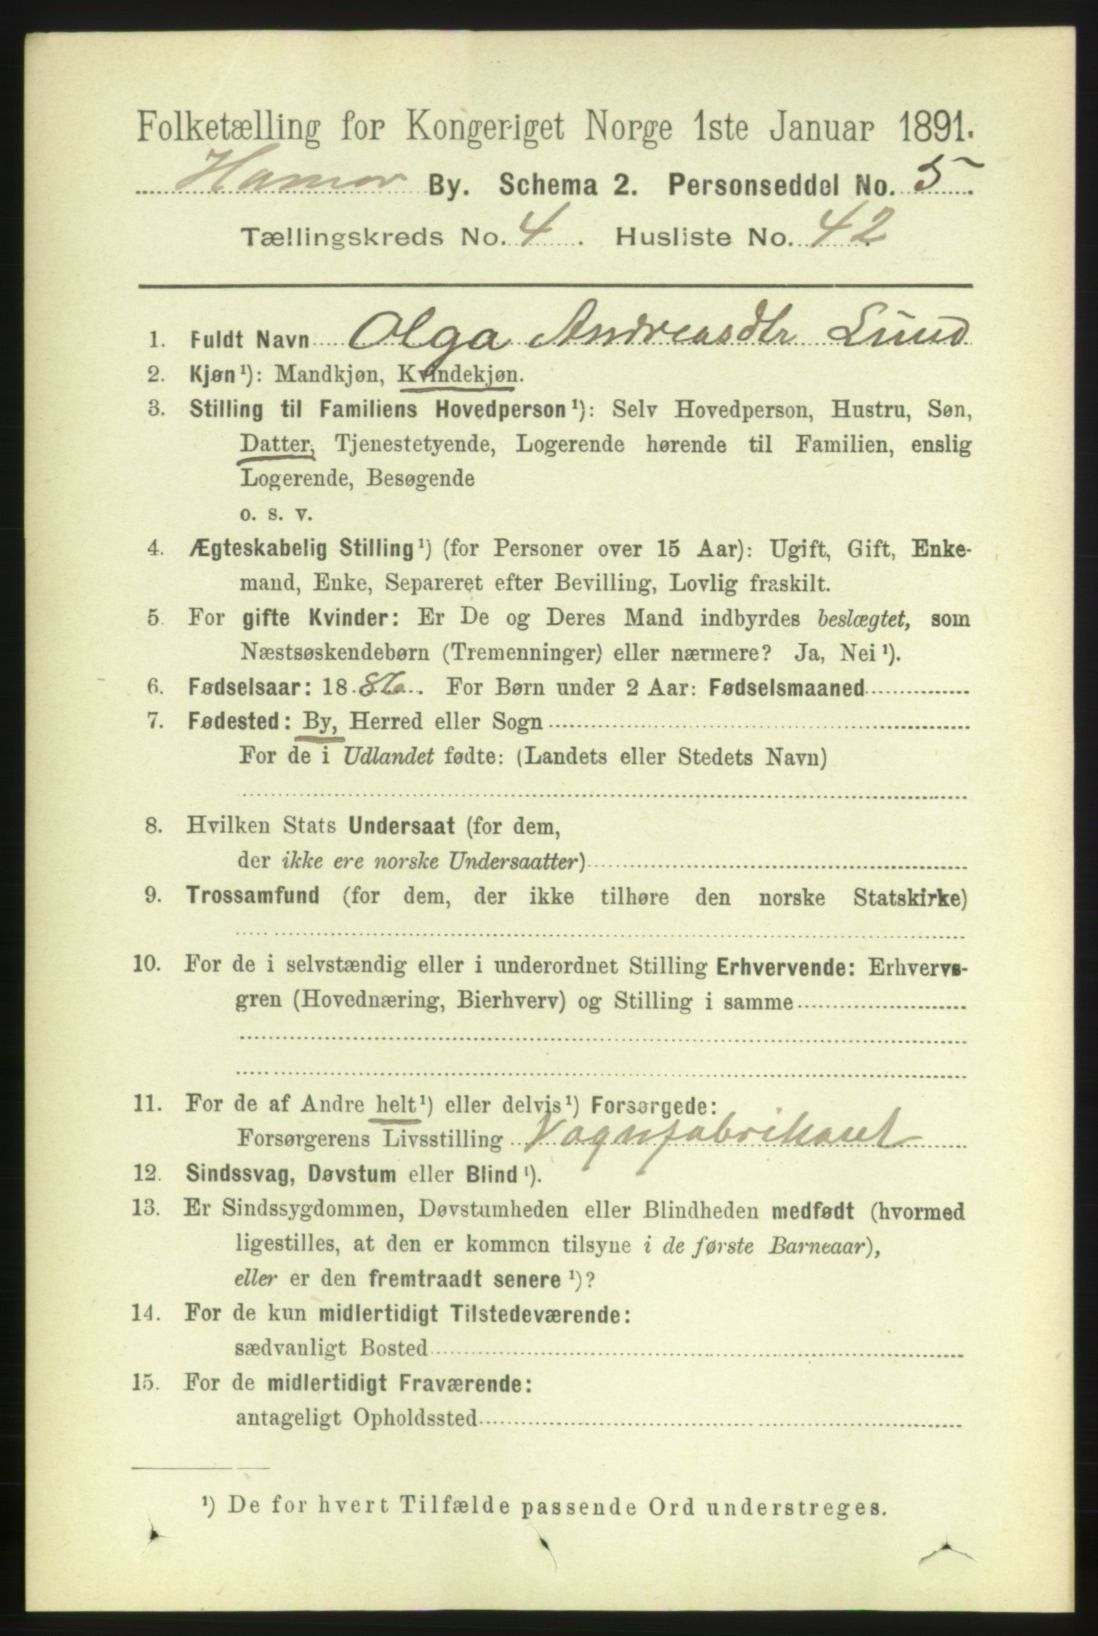 Folketælling for Kongeriget Norge 1ste Januar 1891.
Hamar By. Schema 2. Personseddel No. 5.
Tællingskreds No. 4. Husliste No. 42
1. Fuldt Navn Olga Andreasdtr Lund
2. Kjøn¹): Mandkjøn, Kvindekjøn.
3. Stilling til Familiens Hovedperson¹): Selv Hovedperson, Hustru, Søn,
Datter, Tjenestetyende, Logerende hørende til Familien, enslig
Logerende, Besøgende
o. s. v.
4. Ægteskabelig Stilling¹) (for Personer over 15 Aar): Ugift, Gift, Enke-
mand, Enke, Separeret efter Bevilling, Lovlig fraskilt.
5 For gifte Kvinder: Er De og Deres Mand indbyrdes beslægtet, som
Næstsøskendebørn (Tremenninger) eller nærmere? Ja, Nei¹).
6. Fødselsaar: 1886. For Børn under 2 Aar: Fødselsmaaned
7. Fødested: By, Herred eller Sogn
For de i Udlandet fødte: (Landets eller Stedets Navn)
8. Hvilken Stats Undersaat (for dem,
der ikke ere norske Undersaatter)
9. Trossamfund (for dem, der ikke tilhøre den norske Statskirke)
10. For de i selvstændig eller i underordnet Stilling Erhvervende: Erhvervs-
gren (Hovednæring, Bierhverv) og Stilling i samme
11. For de af Andre helt¹) eller delvis¹) Forsørgede:
Forsørgerens Livsstilling Vognfabrikant
12. Sindssvag, Døvstum eller Blind¹).
13. Er Sindssygdommen, Døvstumheden eller Blindheden medfødt (hvormed
ligestilles, at den er kommen tilsyne i de første Barneaar),
eller er den fremtraadt senere¹)?
14. For de kun midlertidigt Tilstedeværende:
sædvanligt Bosted
15. For de midlertidigt Fraværende:
antageligt Opholdssted
¹) De for hvert Tilfælde passende Ord understreges.